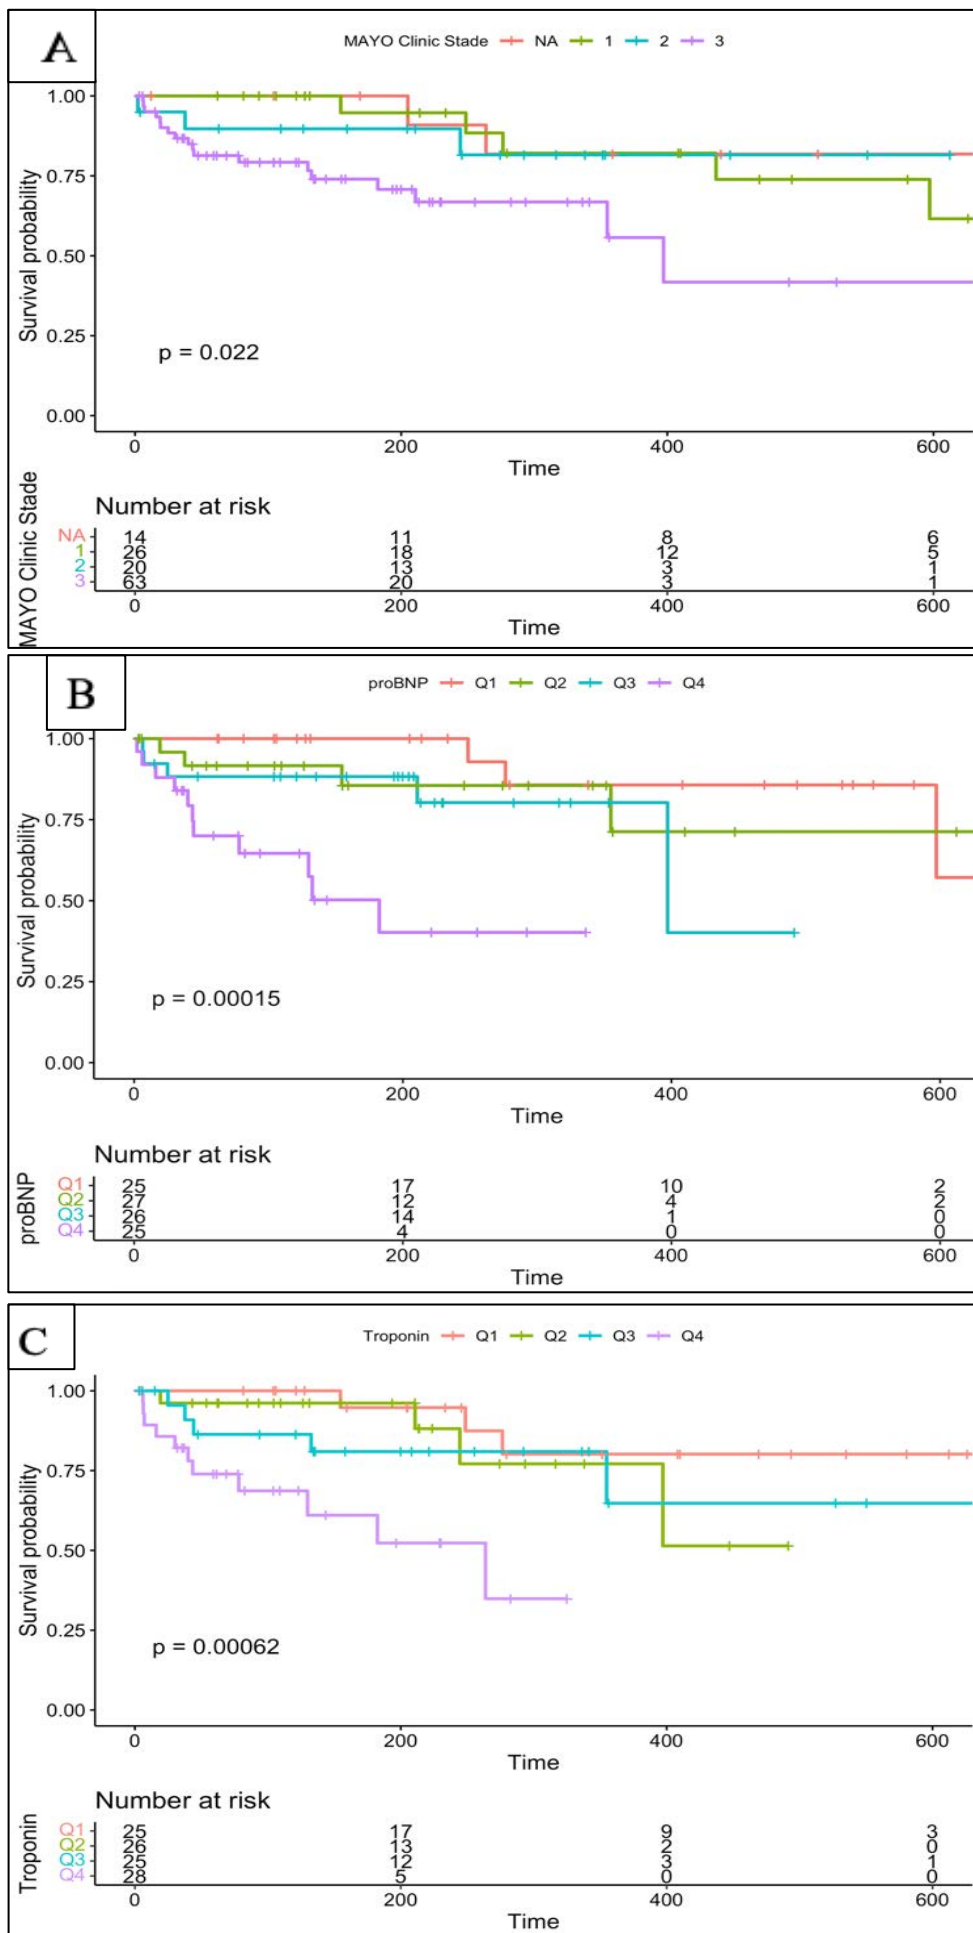 A
MAYO Clinic Stade NA 1 2 3
1.00
0.75
0.50
0.25
0.00
Survival probability
p = 0.022
0 200 400 600
Time
Number at risk
MAYO Clinic Stade
NA 14 11 8 6
1 26 18 12 5
2 20 13 3 1
3 63 20 3 1
0 200 400 600
Time
B
proBNP Q1 Q2 Q3 Q4
1.00
0.75
0.50
0.25
0.00
Survival probability
p = 0.00015
0 200 400 600
Time
Number at risk
proBNP
Q1 25 17 10 2
Q2 27 12 4 2
Q3 26 14 1 0
Q4 25 4 0 0
0 200 400 600
Time
C
Troponin Q1 Q2 Q3 Q4
1.00
0.75
0.50
0.25
0.00
Survival probability
p = 0.00062
0 200 400 600
Time
Number at risk
Troponin
Q1 25 17 9 3
Q2 26 13 2 0
Q3 25 12 3 1
Q4 28 5 0 0
0 200 400 600
Time